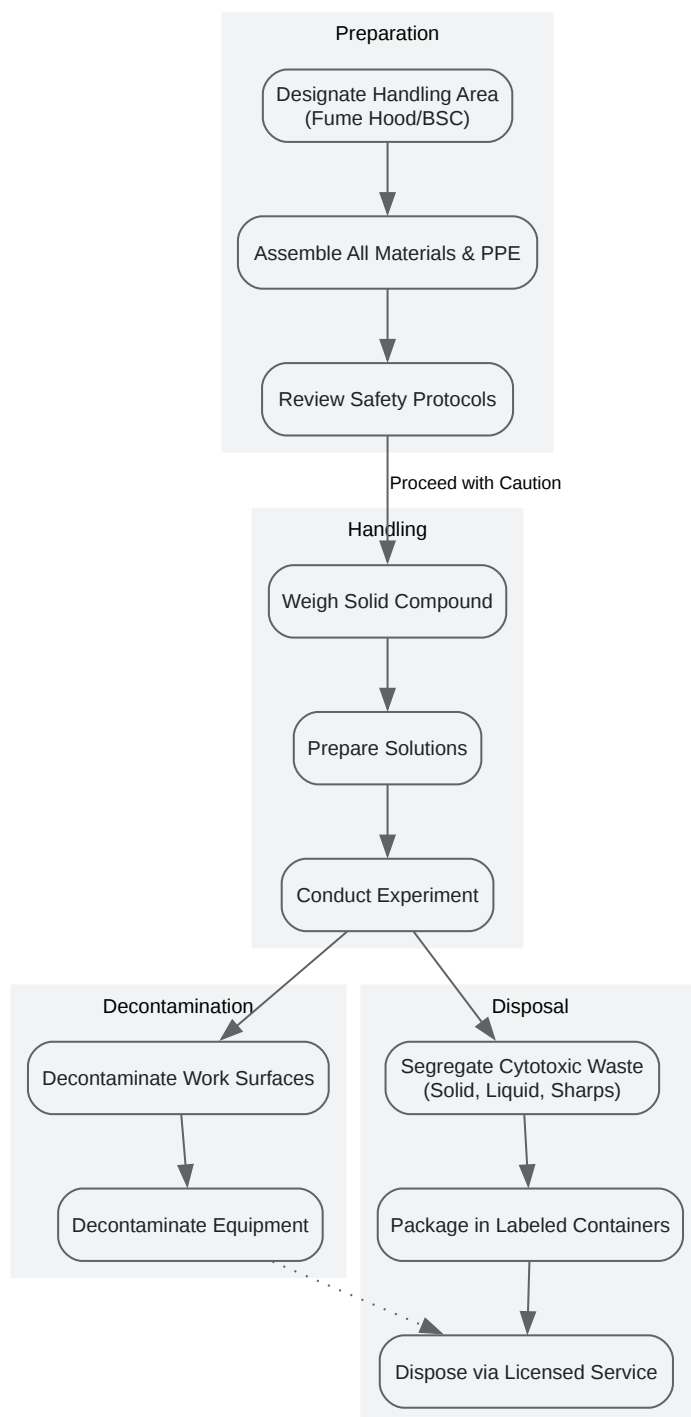 Preparation
Designate Handling Area
(Fume Hood/BSC)
Assemble All Materials & PPE
Review Safety Protocols
Proceed with Caution
Handling
Weigh Solid Compound
Prepare Solutions
Conduct Experiment
Decontamination
Decontaminate Work Surfaces
Decontaminate Equipment
Disposal
Segregate Cytotoxic Waste
(Solid, Liquid, Sharps)
Package in Labeled Containers
Dispose via Licensed Service